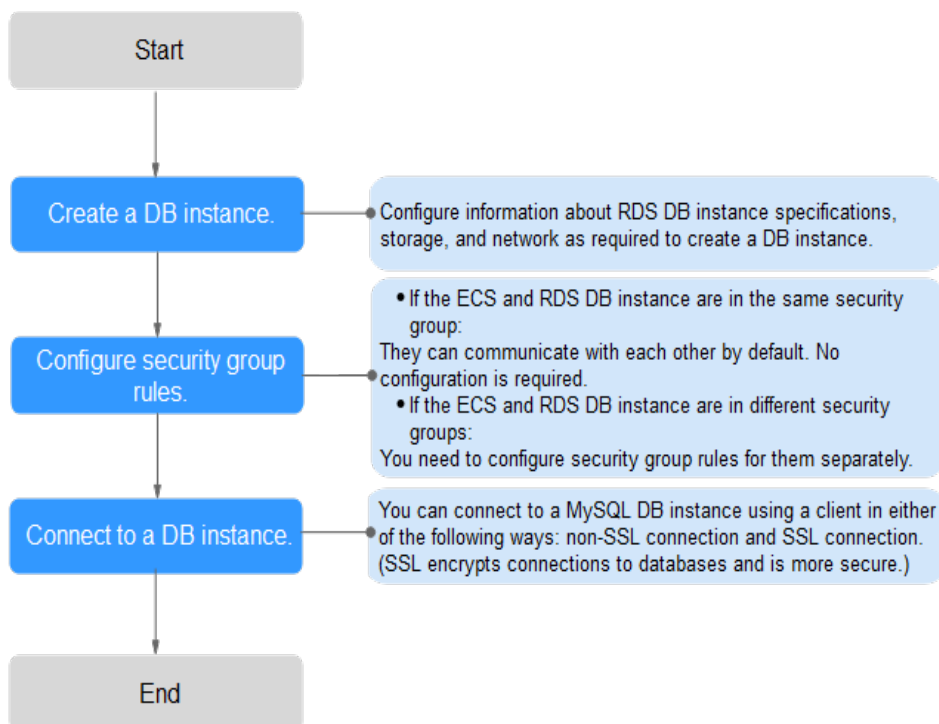 Start
Create a DB instance.
Configure information about RDS DB instance specifications,
storage, and network as required to create a DB instance.
Configure security group
rules.
• If the ECS and RDS DB instance are in the same security
group:
They can communicate with each other by default. No
configuration is required.
• If the ECS and RDS DB instance are in different security
groups:
You need to configure security group rules for them separately.
Connect to a DB instance.
You can connect to a MySQL DB instance using a client in either
of the following ways: non-SSL connection and SSL connection.
(SSL encrypts connections to databases and is more secure.)
End